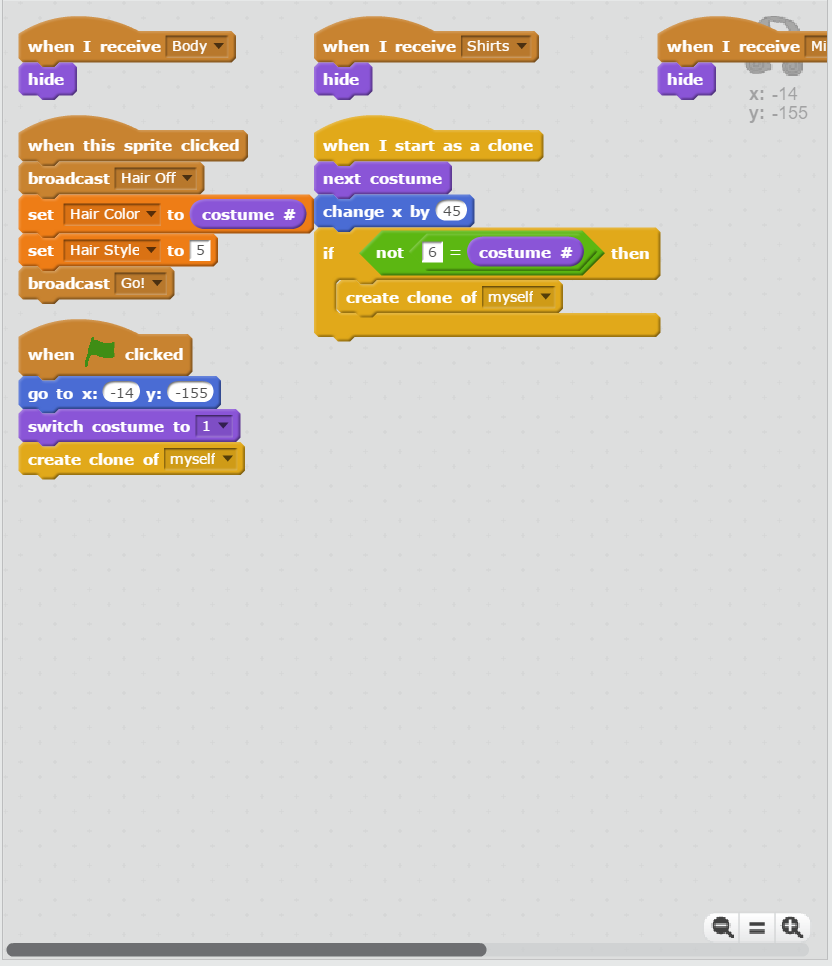 when I receive Body
hide
when I receive Shirts
hide
when I receive Mi
hide
x: -14
y: -155
when this sprite clicked
broadcast Hair Off
set Hair Color to costume #
set Hair Style to 5
broadcast Go!
when clicked
go to x: -14 y: -155
switch costume to 1
create clone of myself
when I start as a clone
next costume
change x by 45
if not 6 = costume # then
create clone of myself